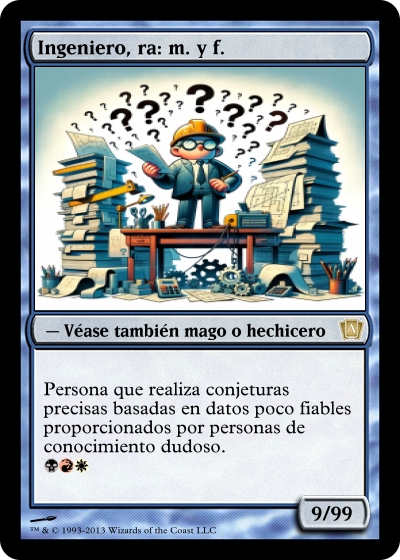 Ingeniero, ra: m. y f.
— Véase también mago o hechicero
Persona que realiza conjeturas
precisas basadas en datos poco fiables
proporcionados por personas de
conocimiento dudoso.
9/99
™ & © 1993-2013 Wizards of the Coast LLC